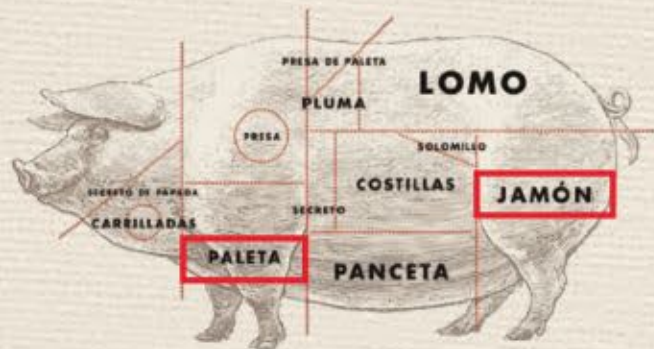 PRESA DE PALETA
LOMO
PLUMA
PRESA
SOLOMILLO
COSTILLAS
JAMÓN
SECRETO DE PAPADA
SECRETO
CARRILLADAS
PALETA
PANCETA